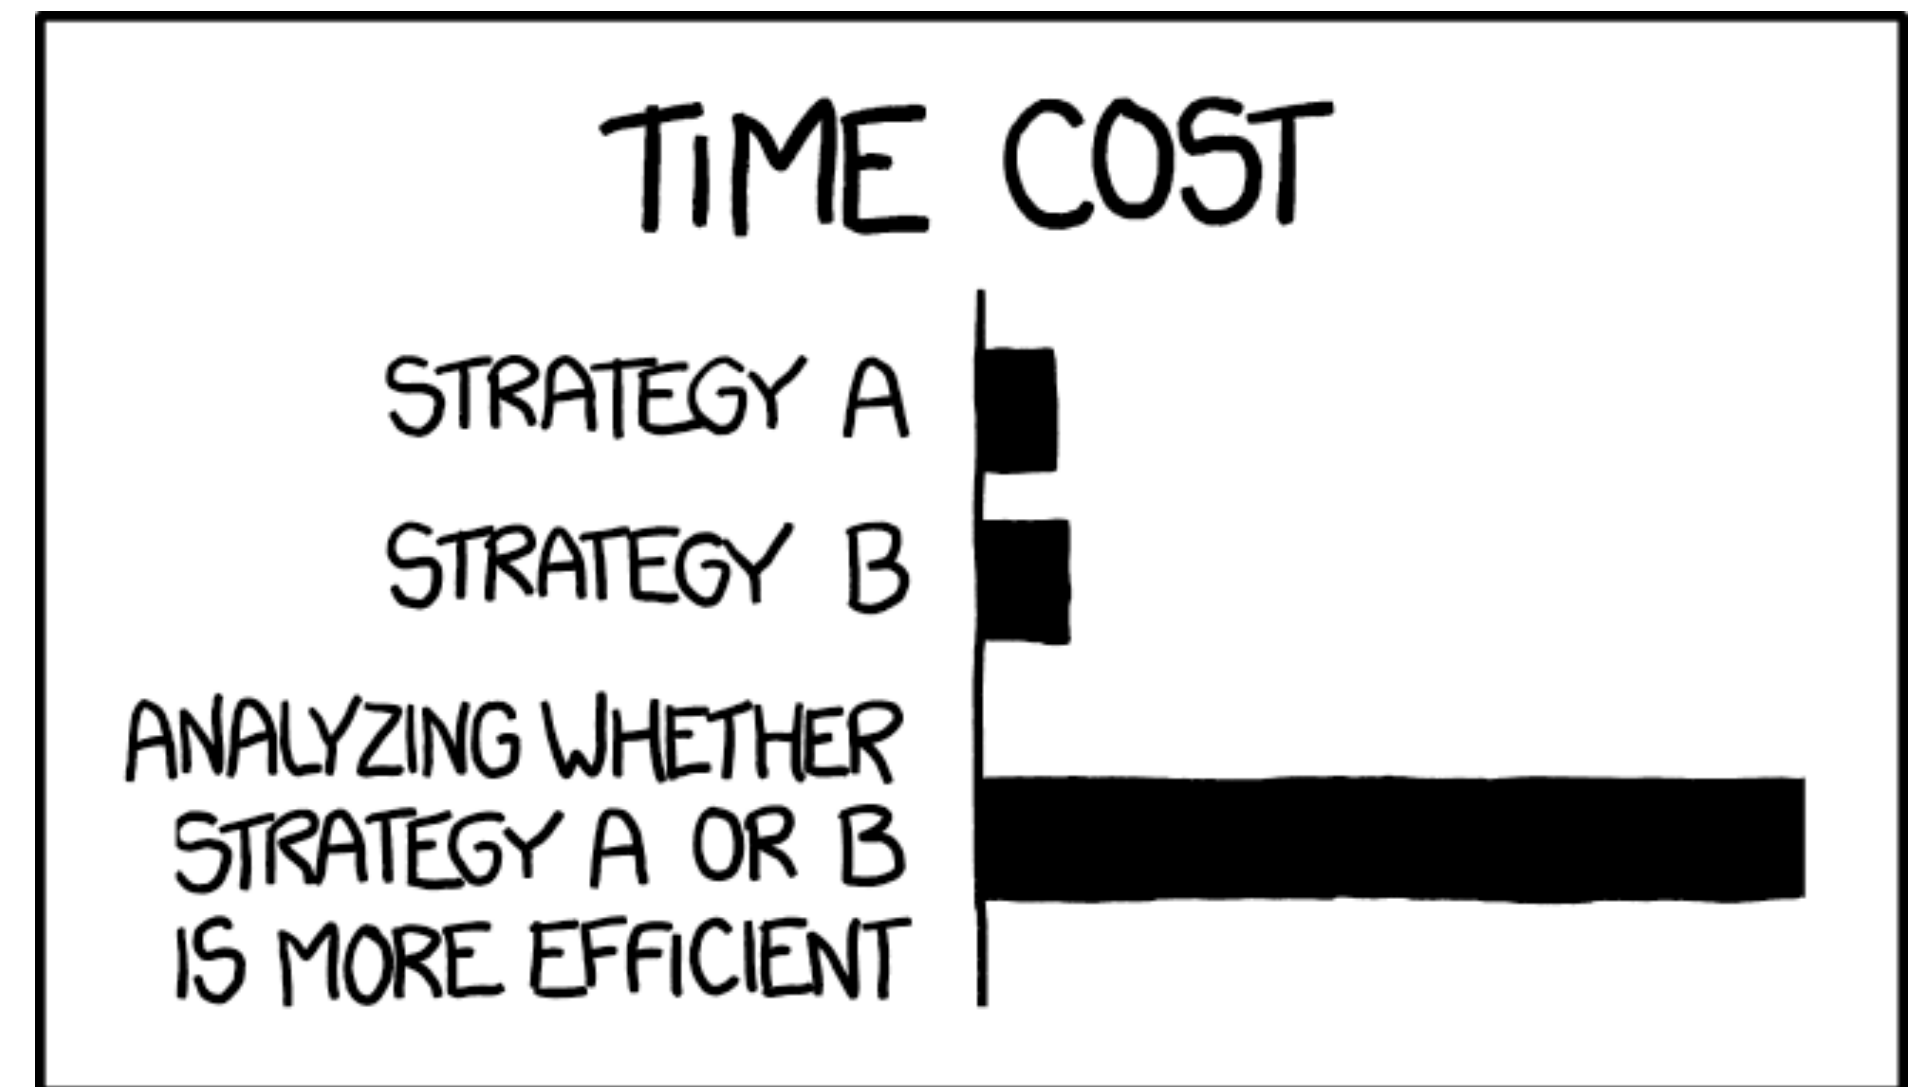 TIME COST
STRATEGY A
STRATEGY B
ANALYZING WHETHER
STRATEGY A OR B
IS MORE EFFICIENT